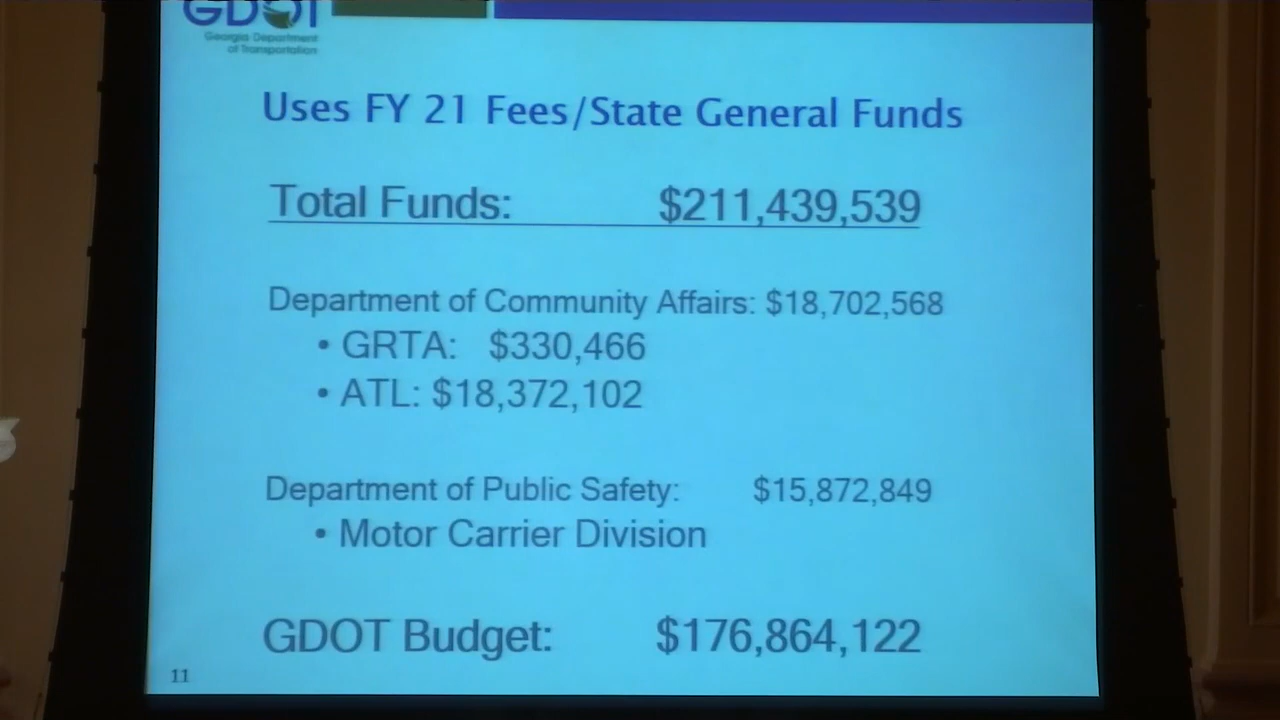 GDOT
Georgia Department
of Transportation
Uses FY 21 Fees/State General Funds
Total Funds: $211,439,539
Department of Community Affairs: $18,702,568
• GRTA: $330,466
• ATL: $18,372,102
Department of Public Safety: $15,872,849
• Motor Carrier Division
GDOT Budget: $176,864,122
11